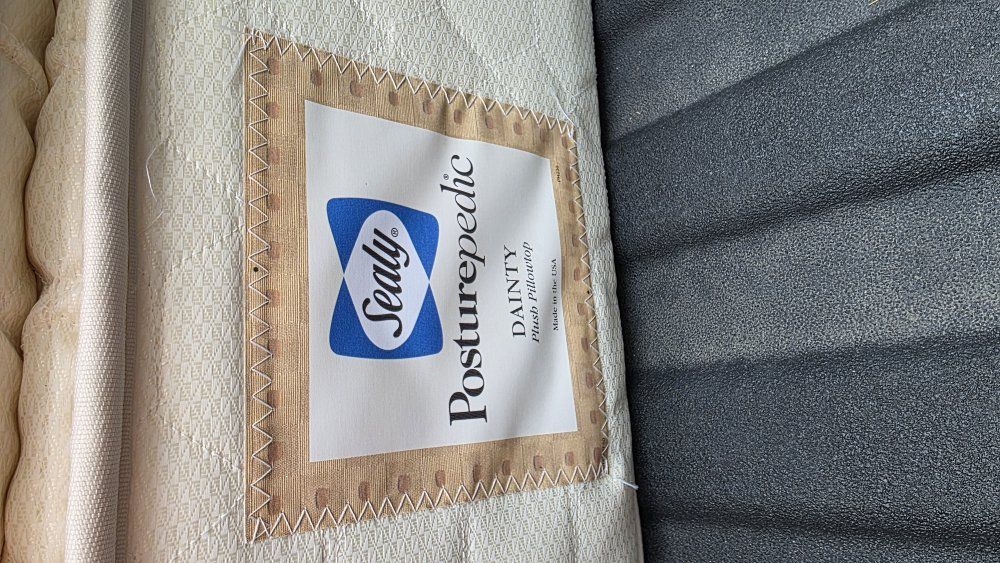 Sealy®
Posturepedic®
DAINTY
Plush Pillowtop
Made in the USA